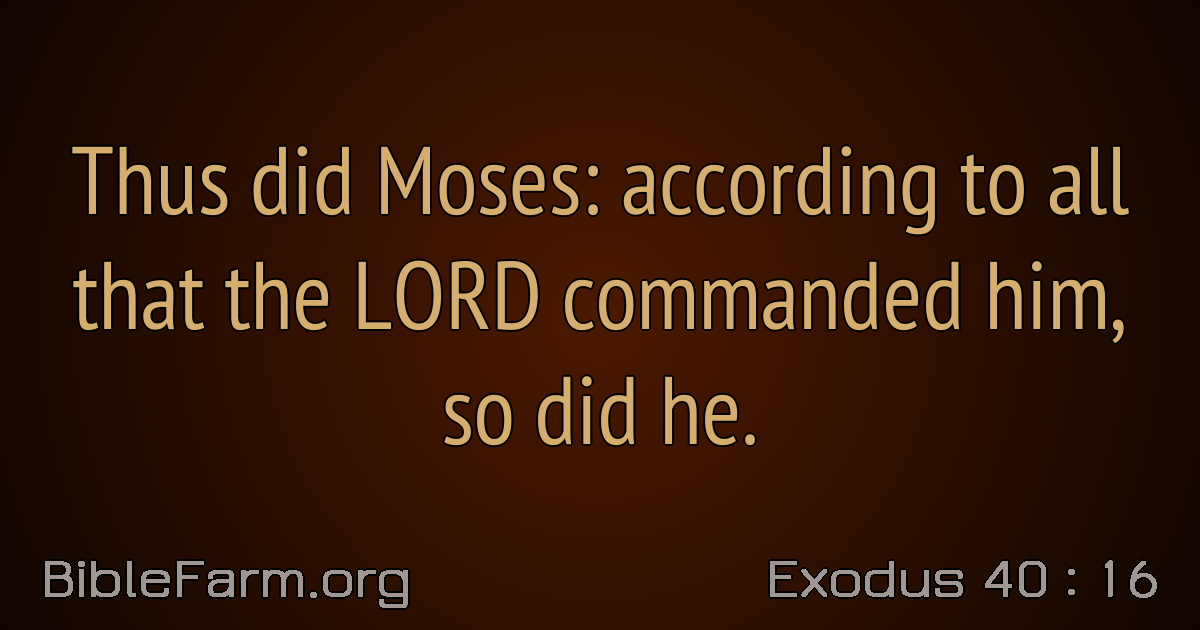 Thus did Moses: according to all
that the LORD commanded him,
so did he.
BibleFarm.org
Exodus 40 : 16